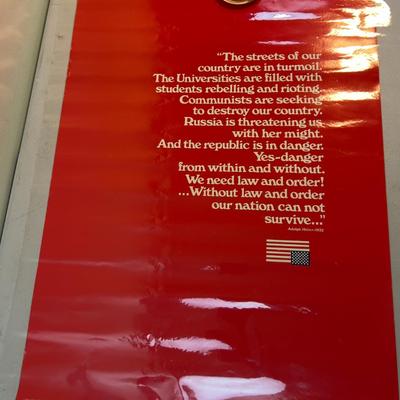 "The streets of our
country are in turmoil.
The Universities are filled with
students rebelling and rioting.
Communists are seeking
to destroy our country.
Russia is threatening us
with her might.
And the republic is in danger.
Yes-danger
from within and without.
We need law and order!
...Without law and order
our nation can not
survive..."
Adolph Hitler-1932